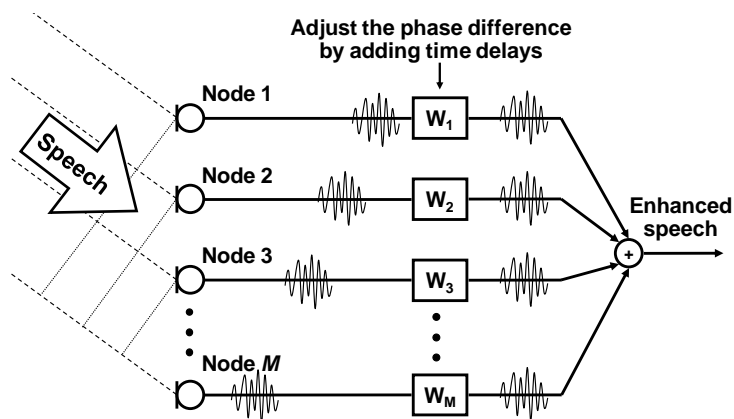 Adjust the phase difference
by adding time delays
Node 1
W1
Speech
Node 2
W2
Enhanced
speech
+
Node 3
W3
Node M
WM